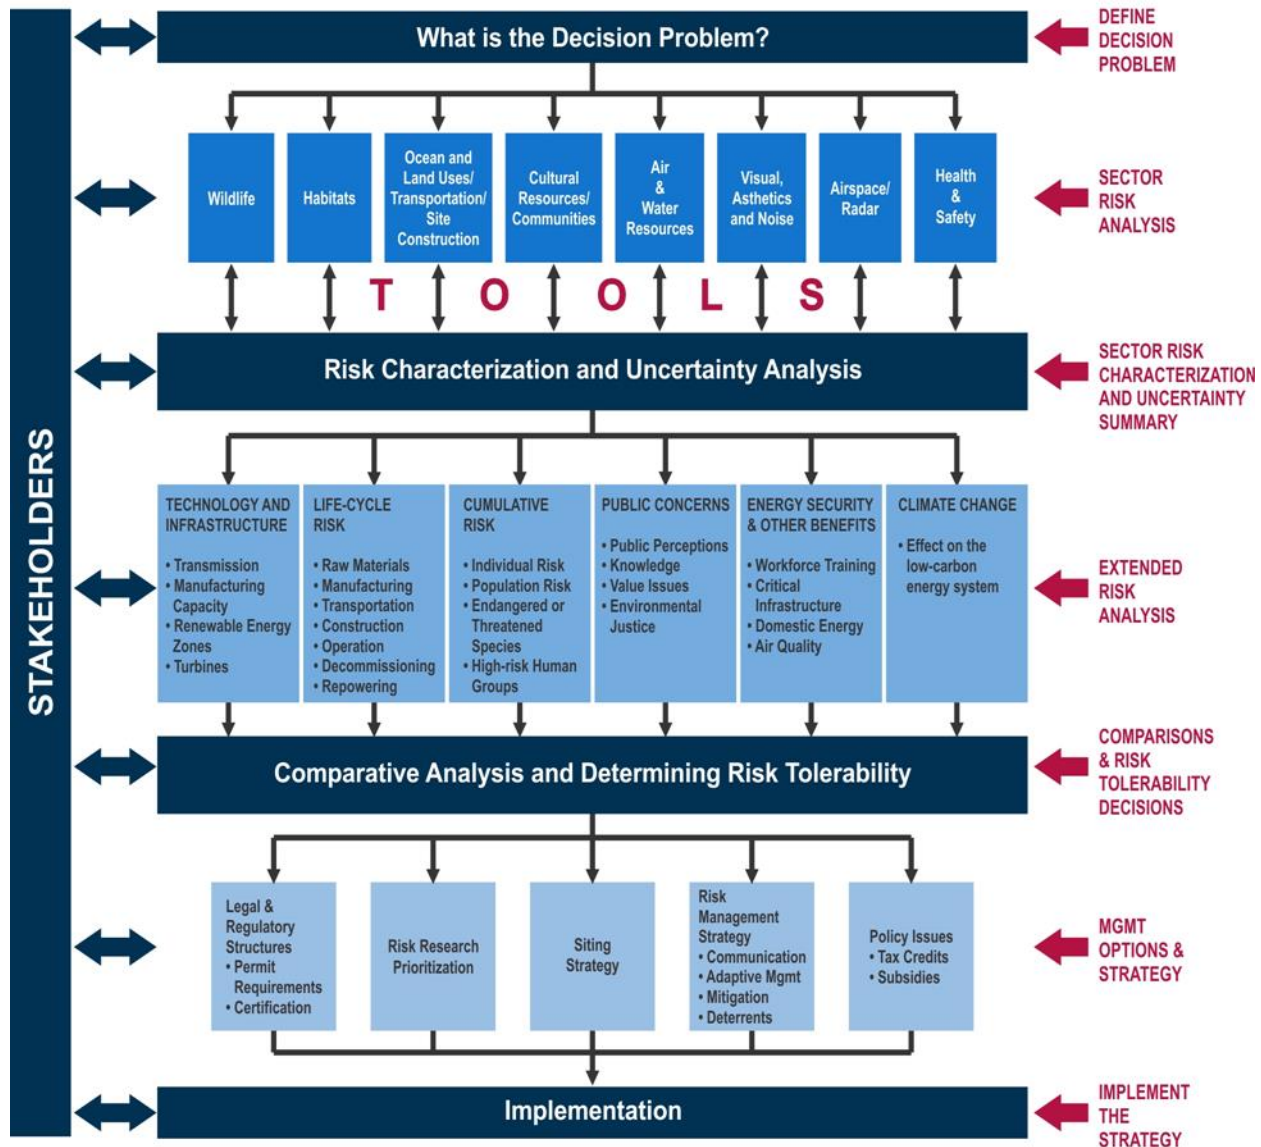 STAKEHOLDERS
What is the Decision Problem?
DEFINE
DECISION
PROBLEM
Wildlife
Habitats
Ocean and
Land Uses/
Transportation/
Site
Construction
Cultural
Resources/
Communities
Air
&
Water
Resources
Visual,
Asthetics
and Noise
Airspace/
Radar
Health
&
Safety
SECTOR
RISK
ANALYSIS
T O O L S
Risk Characterization and Uncertainty Analysis
SECTOR RISK
CHARACTERIZATION
AND UNCERTAINTY
SUMMARY
TECHNOLOGY AND
INFRASTRUCTURE
• Transmission
• Manufacturing
Capacity
• Renewable Energy
Zones
• Turbines
LIFE-CYCLE
RISK
• Raw Materials
• Manufacturing
• Transportation
• Construction
• Operation
• Decommissioning
• Repowering
CUMULATIVE
RISK
• Individual Risk
• Population Risk
• Endangered or
Threatened
Species
• High-risk Human
Groups
PUBLIC CONCERNS
• Public Perceptions
• Knowledge
• Value Issues
• Environmental
Justice
ENERGY SECURITY
& OTHER BENEFITS
• Workforce Training
• Critical
Infrastructure
• Domestic Energy
• Air Quality
CLIMATE CHANGE
• Effect on the
low-carbon
energy system
EXTENDED
RISK
ANALYSIS
Comparative Analysis and Determining Risk Tolerability
COMPARISONS
& RISK
TOLERABILITY
DECISIONS
Legal &
Regulatory
Structures
• Permit
Requirements
• Certification
Risk Research
Prioritization
Siting
Strategy
Risk
Management
Strategy
• Communication
• Adaptive Mgmt
• Mitigation
• Deterrents
Policy Issues
• Tax Credits
• Subsidies
MGMT
OPTIONS &
STRATEGY
Implementation
IMPLEMENT
THE
STRATEGY